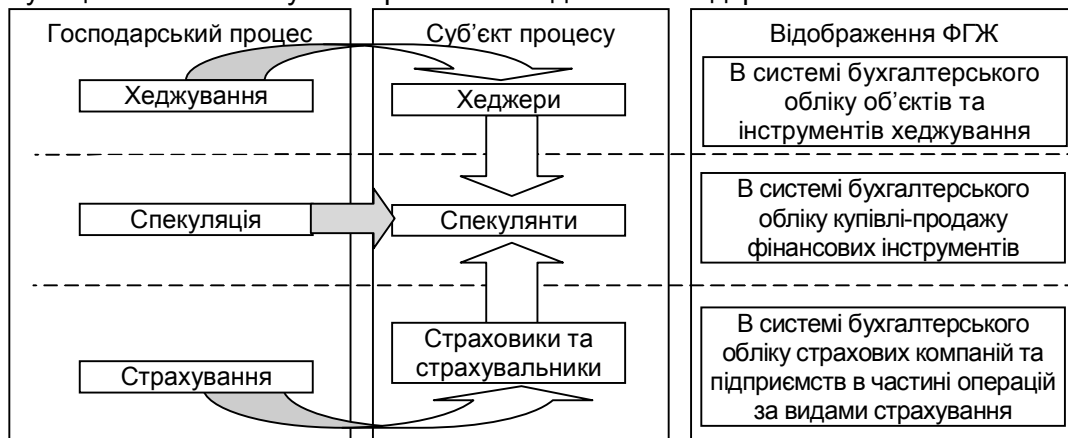 Господарський процес
Суб’єкт процесу
Відображення ФГЖ
Хеджування
Хеджери
В системі бухгалтерського
обліку об’єктів та
інструментів хеджування
Спекуляція
Спекулянти
В системі бухгалтерського
обліку купівлі-продажу
фінансових інструментів
Страхування
Страховики та
страхувальники
В системі бухгалтерського
обліку страхових компаній та
підприємств в частині операцій
за видами страхування